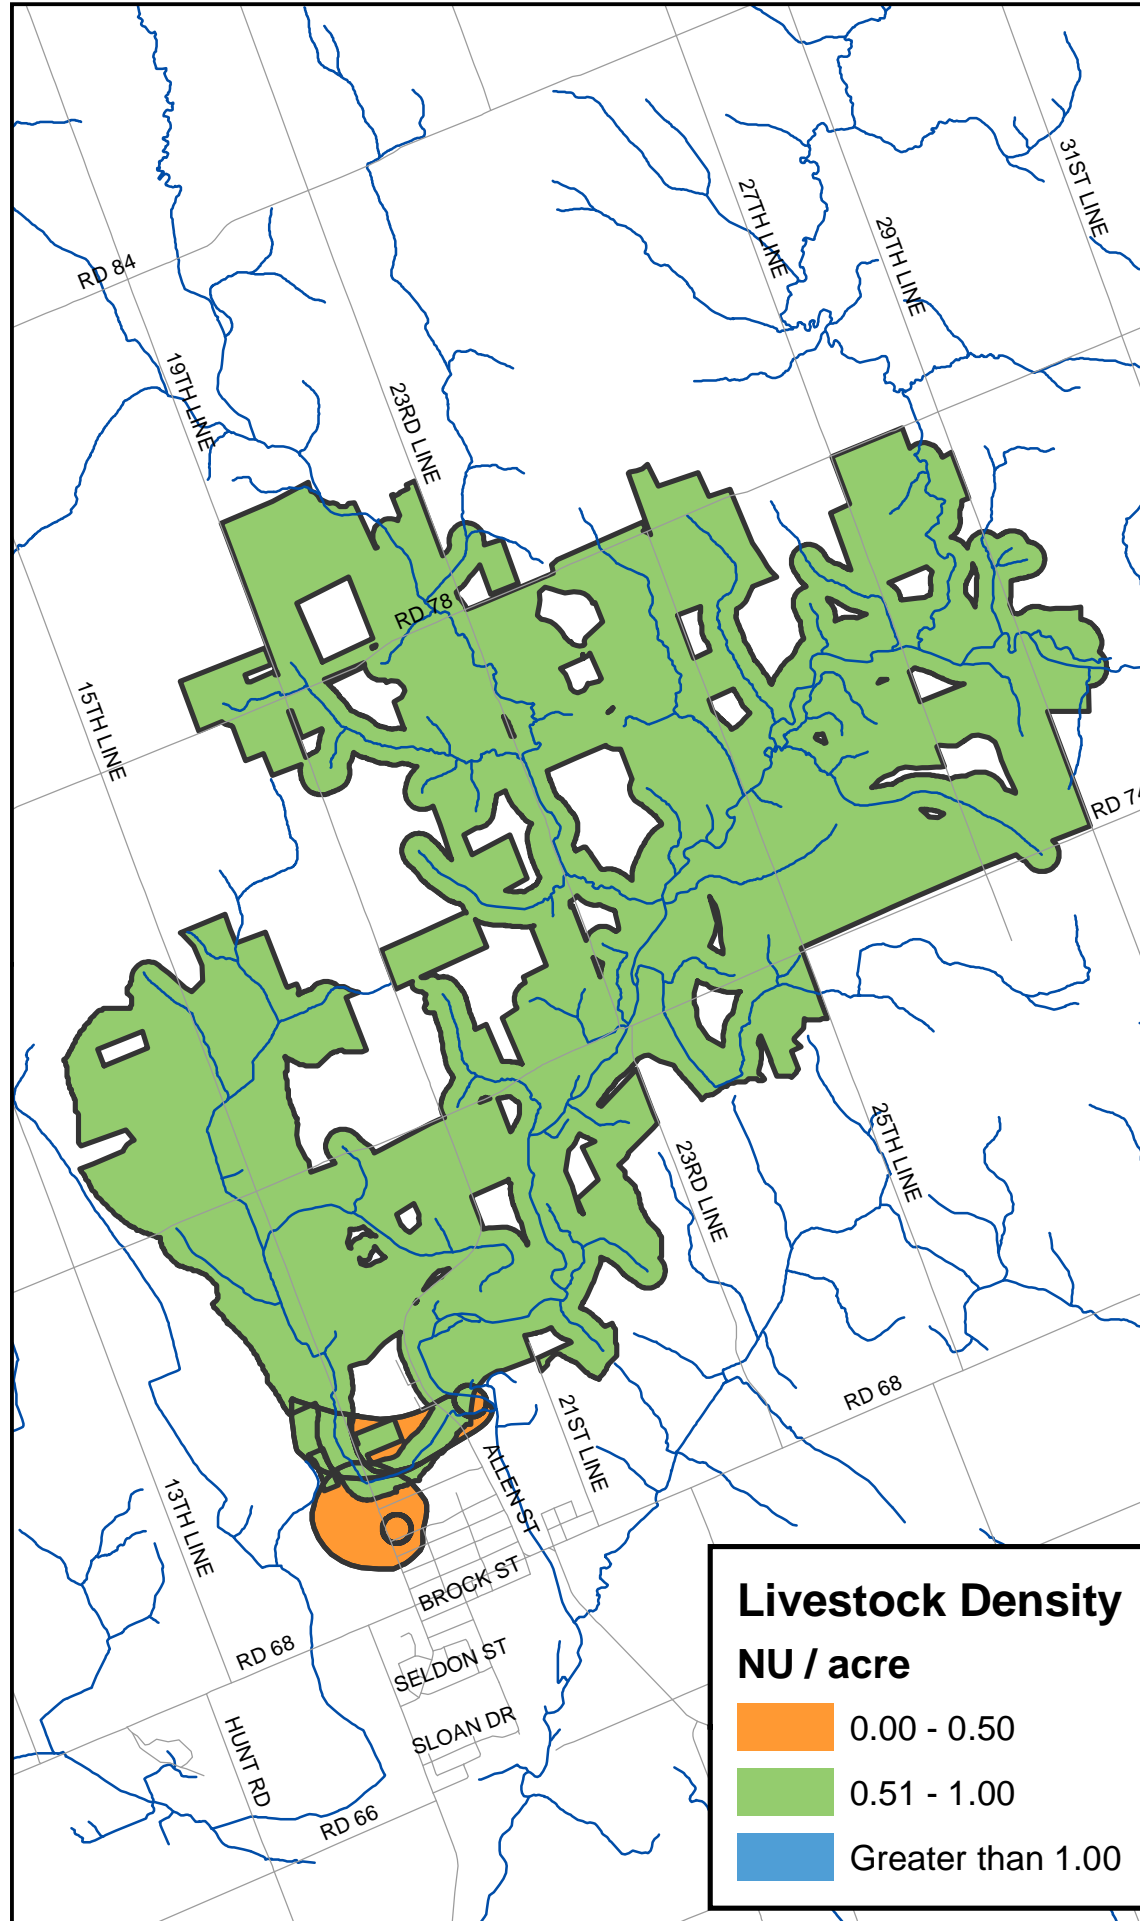 31ST LINE
27TH LINE
29TH LINE
RD 84
19TH LINE
23RD LINE
RD 78
15TH LINE
RD 74
25TH LINE
23RD LINE
RD 68
21ST LINE
ALLEN ST
13TH LINE
BROCK ST
RD 68
SELDON ST
SLOAN DR
HUNT RD
RD 66
Livestock Density
NU / acre
0.00 - 0.50
0.51 - 1.00
Greater than 1.00